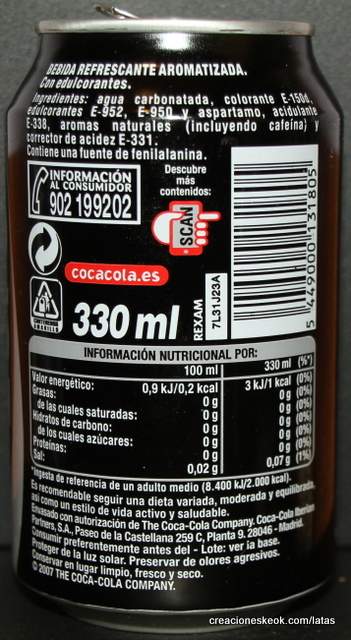 BEBIDA REFRESCANTE AROMATIZADA.
Con edulcorantes.
Ingredientes: agua carbonatada, colorante E-150d,
edulcorantes E-952, E-950 y aspartamo, acidulante
E-338, aromas naturales (incluyendo cafeína) y
corrector de acidez E-331.
Contiene una fuente de fenilalanina.
INFORMACIÓN
AL CONSUMIDOR
902 199202
Descubre
más
contenidos:
SCAN
cocacola.es
330 ml
REXAM
7L31J23A
5 449000 131805
INFORMACIÓN NUTRICIONAL POR:
100 ml 330 ml (%*)
Valor energético: 0,9 kJ/0,2 kcal 3 kJ/1 kcal (0%)
Grasas: 0 g 0 g (0%)
de las cuales saturadas: 0 g 0 g (0%)
Hidratos de carbono: 0 g 0 g (0%)
de los cuales azúcares: 0 g 0 g (0%)
Proteínas: 0 g 0 g (0%)
Sal: 0,02 g 0,07 g (1%)
*Ingesta de referencia de un adulto medio (8.400 kJ/2.000 kcal).
Es recomendable seguir una dieta variada, moderada y equilibrada,
así como un estilo de vida activo y saludable.
Envasado con autorización de The Coca-Cola Company. Coca-Cola Iberian
Partners, S.A., Paseo de la Castellana 259 C, Planta 9. 28046 - Madrid.
Consumir preferentemente antes del - Lote: ver la base.
Proteger de la luz solar. Preservar de olores agresivos.
Conservar en lugar limpio, fresco y seco.
© 2007 THE COCA-COLA COMPANY.
creacioneskeok.com/latas